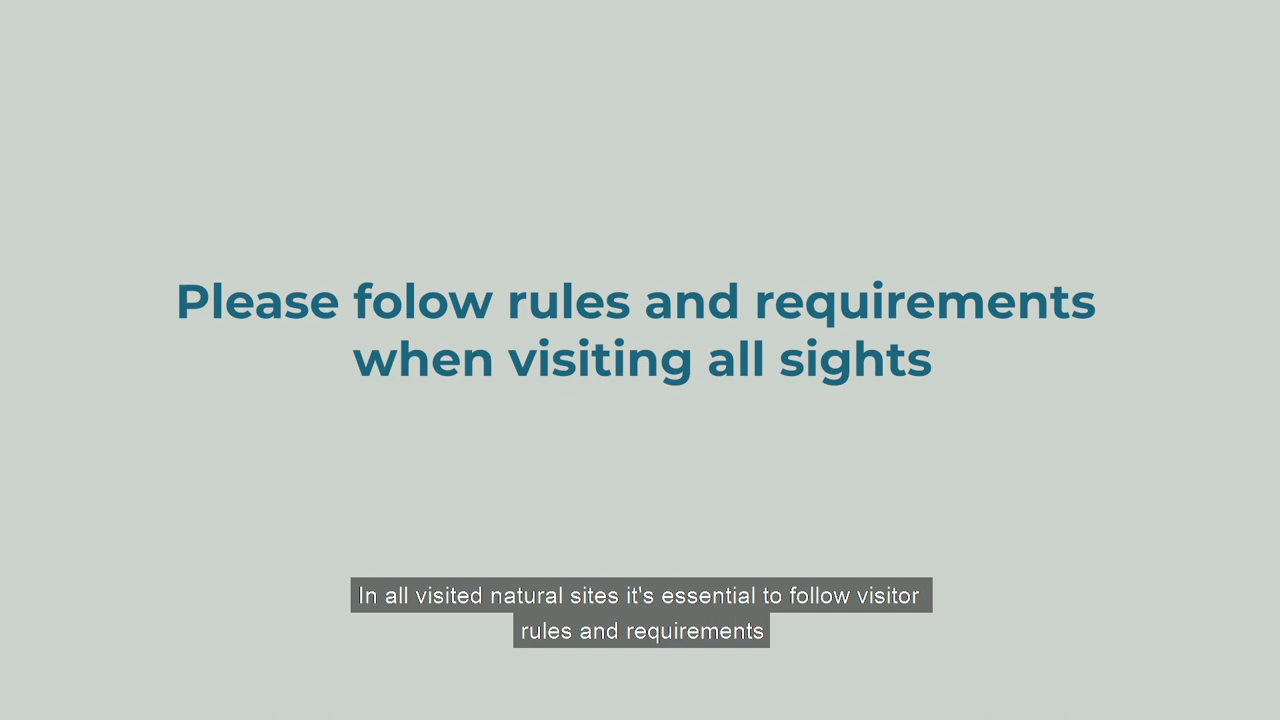 Please folow rules and requirements
when visiting all sights
In all visited natural sites it's essential to follow visitor
rules and requirements